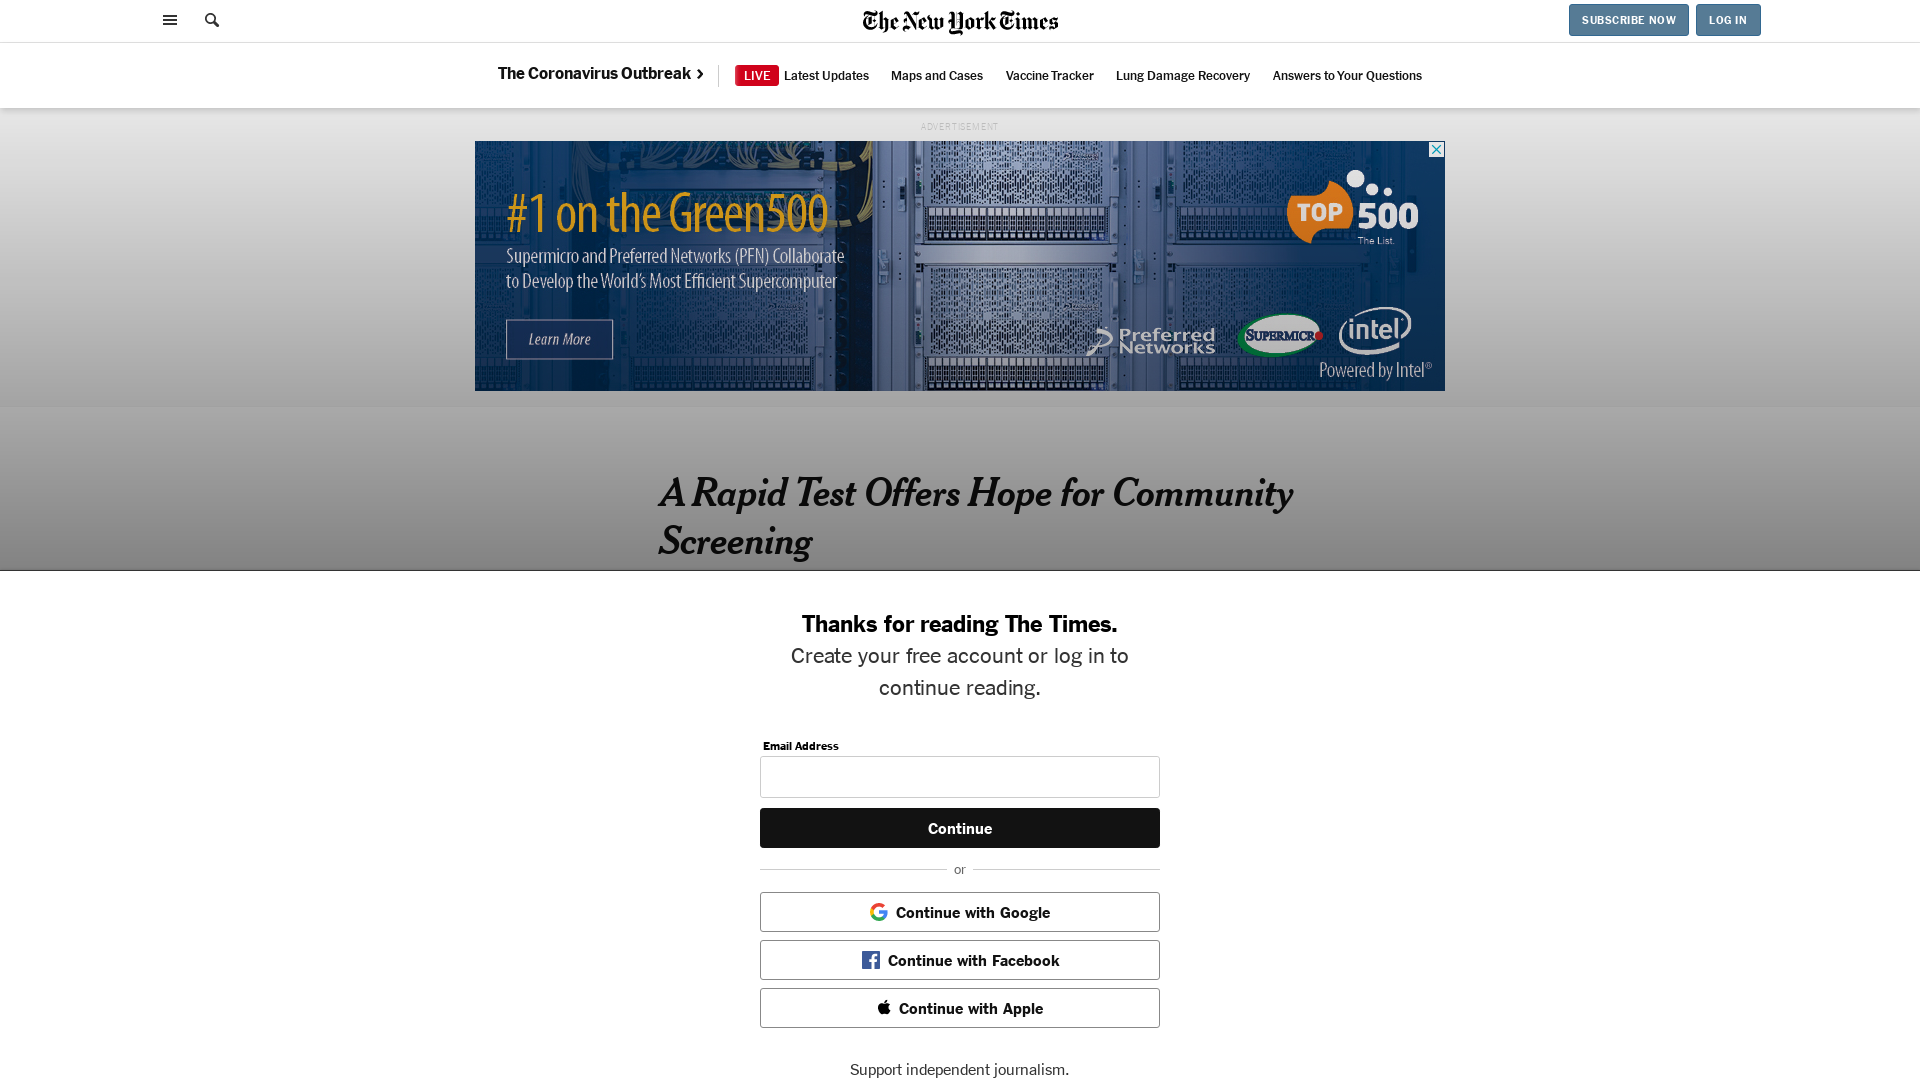 The New York Times
SUBSCRIBE NOW
LOG IN
The Coronavirus Outbreak
LIVE Latest Updates
Maps and Cases
Vaccine Tracker
Lung Damage Recovery
Answers to Your Questions
ADVERTISEMENT
#1 on the Green500
Supermicro and Preferred Networks (PFN) Collaborate
to Develop the World's Most Efficient Supercomputer
Learn More
TOP 500
The List.
Preferred
Networks
SUPERMICR
intel
Powered by Intel®
A Rapid Test Offers Hope for Community
Screening
Thanks for reading The Times.
Create your free account or log in to
continue reading.
Email Address
Continue
or
Continue with Google
Continue with Facebook
Continue with Apple
Support independent journalism.